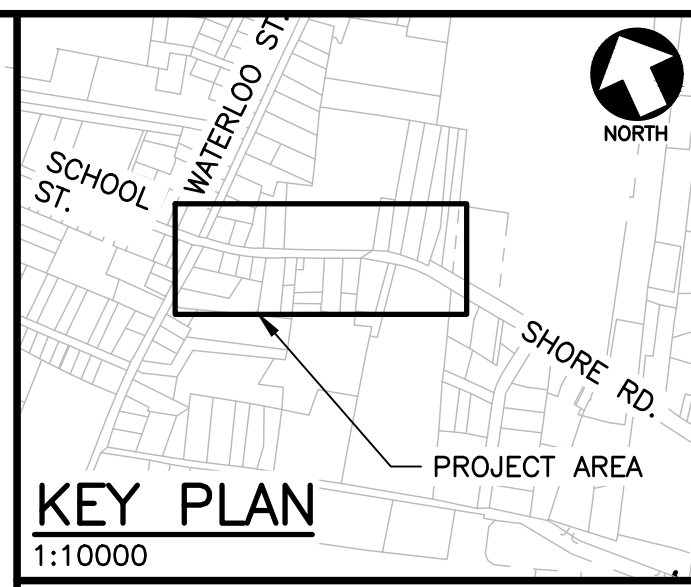 WATERLOO ST.
NORTH
SCHOOL
ST.
SHORE RD.
PROJECT AREA
KEY PLAN
1:10000